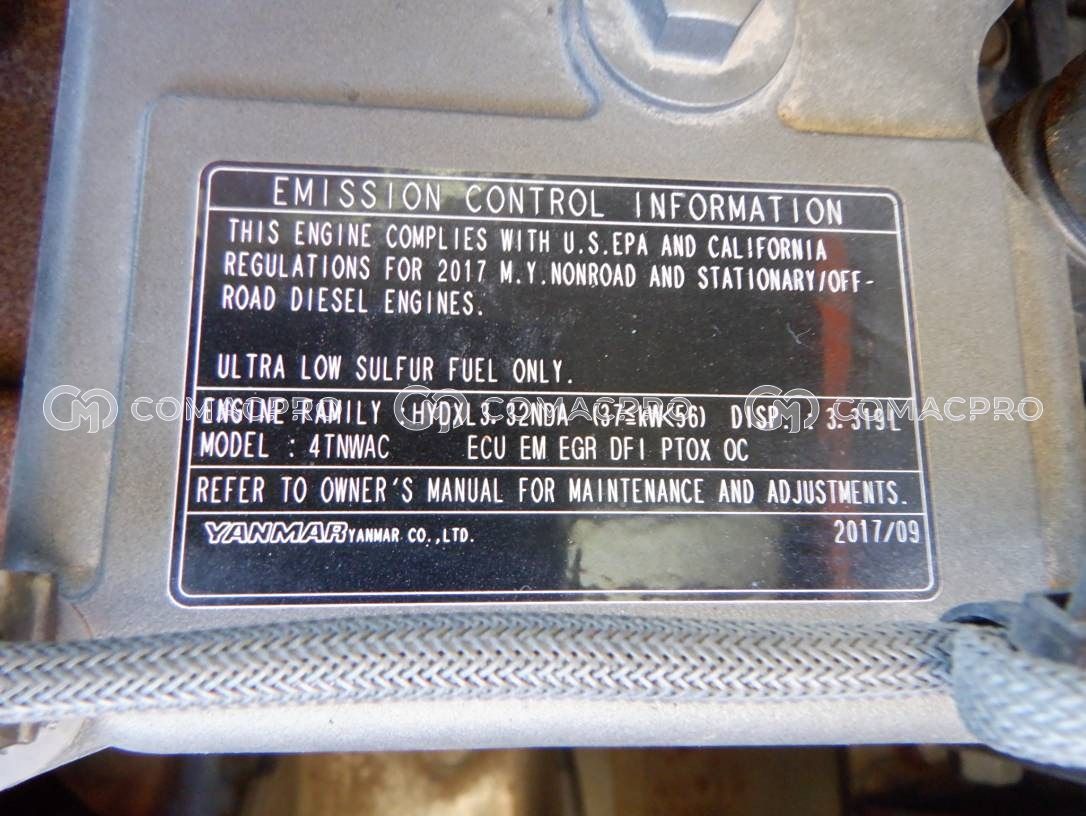 EMISSION CONTROL INFORMATION
THIS ENGINE COMPLIES WITH U.S.EPA AND CALIFORNIA
REGULATIONS FOR 2017 M.Y.NONROAD AND STATIONARY/OFF-
ROAD DIESEL ENGINES.
ULTRA LOW SULFUR FUEL ONLY.
ENGINE FAMILY :HYDXL3.32NDA (37≦kW<56) DISP.: 3.319L
COMACPRO COMACPRO COMACPRO
MODEL : 4TNWAC ECU EM EGR DFI PTOX OC
REFER TO OWNER'S MANUAL FOR MAINTENANCE AND ADJUSTMENTS.
YANMAR YANMAR CO.,LTD. 2017/09